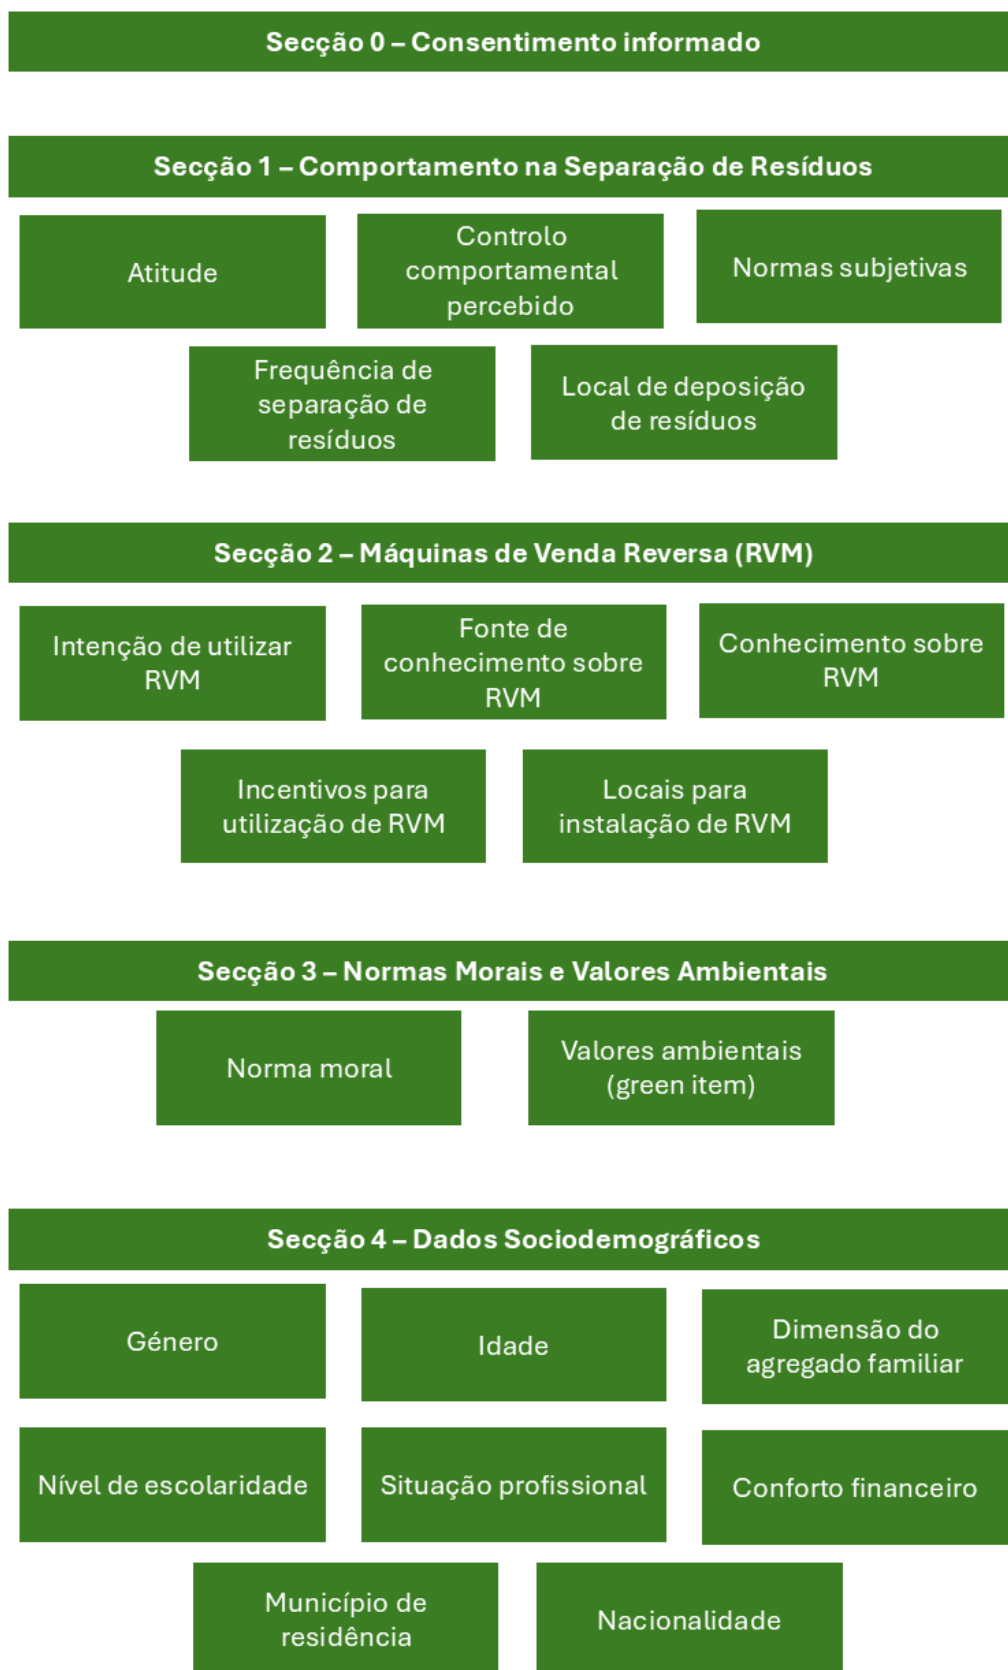 Secção 0 – Consentimento informado
Secção 1 – Comportamento na Separação de Resíduos
Atitude
Controlo
comportamental
percebido
Normas subjetivas
Frequência de
separação de
resíduos
Local de deposição
de resíduos
Secção 2 – Máquinas de Venda Reversa (RVM)
Intenção de utilizar
RVM
Fonte de
conhecimento sobre
RVM
Conhecimento sobre
RVM
Incentivos para
utilização de RVM
Locais para
instalação de RVM
Secção 3 – Normas Morais e Valores Ambientais
Norma moral
Valores ambientais
(green item)
Secção 4 – Dados Sociodemográficos
Género
Idade
Dimensão do
agregado familiar
Nível de escolaridade
Situação profissional
Conforto financeiro
Município de
residência
Nacionalidade